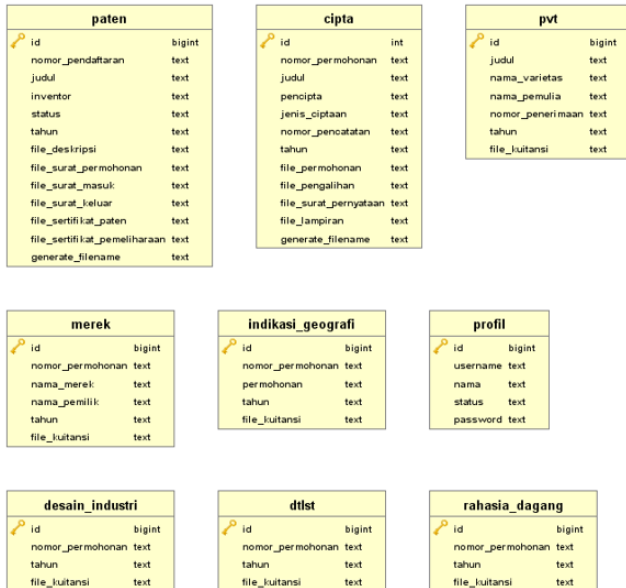 paten
id bigint
nomor_pendaftaran text
judul text
inventor text
status text
tahun text
file_deskripsi text
file_surat_permohonan text
file_surat_masuk text
file_surat_keluar text
file_sertifikat_paten text
file_sertifikat_pemeliharaan text
generate_filename text
cipta
id int
nomor_permohonan text
judul text
pencipta text
jenis_ciptaan text
nomor_pencatatan text
tahun text
file_permohonan text
file_pengalihan text
file_surat_pernyataan text
file_lampiran text
generate_filename text
pvt
id bigint
judul text
nama_varietas text
nama_pemulia text
nomor_penerimaan text
tahun text
file_kuitansi text
merek
id bigint
nomor_permohonan text
nama_merek text
nama_pemilik text
tahun text
file_kuitansi text
indikasi_geografi
id bigint
nomor_permohonan text
permohonan text
tahun text
file_kuitansi text
profil
id bigint
username text
nama text
status text
password text
desain_industri
id bigint
nomor_permohonan text
tahun text
file_kuitansi text
dtlst
id bigint
nomor_permohonan text
tahun text
file_kuitansi text
rahasia_dagang
id bigint
nomor_permohonan text
tahun text
file_kuitansi text